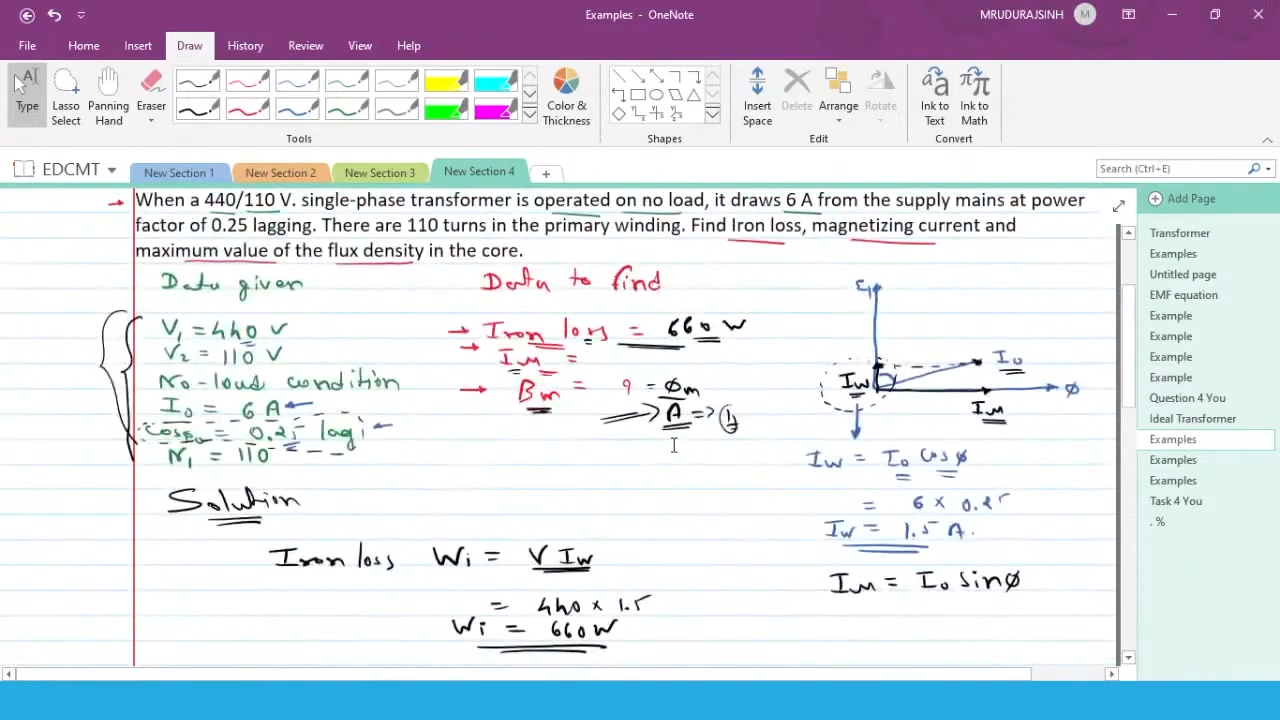 Examples - OneNote
MRUDURAJSINH
M
File Home Insert Draw History Review View Help
Type
Lasso Select
Panning Hand
Eraser
Color & Thickness
Insert Space
Delete
Arrange
Rotate
Ink to Text
Ink to Math
Tools
Shapes
Edit
Convert
EDCMT
New Section 1
New Section 2
New Section 3
New Section 4
Search (Ctrl+E)
When a 440/110 V. single-phase transformer is operated on no load, it draws 6 A from the supply mains at power
factor of 0.25 lagging. There are 110 turns in the primary winding. Find Iron loss, magnetizing current and
maximum value of the flux density in the core.
Data given
V1 = 440 V
V2 = 110 V
No-load condition
I0 = 6 A
= 0.25 lag
N1 = 110
Data to find
Iron loss = 660 W
Iμ =
Bm = ? = Φm
A
E1
I0
Iw
Φ
Iμ
Iw = I0 cosΦ
= 6 × 0.25
Iw = 1.5 A.
Iμ = I0 sinΦ
Solution
Iron loss Wi = V Iw
= 440 × 1.5
Wi = 660 W
Add Page
Transformer
Examples
Untitled page
EMF equation
Example
Example
Example
Example
Question 4 You
Ideal Transformer
Examples
Examples
Examples
Task 4 You
. %